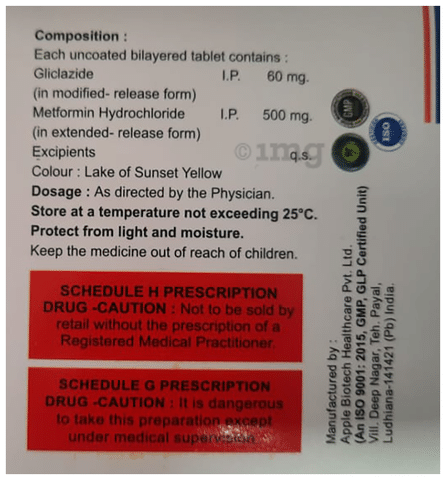 Composition :
Each uncoated bilayered tablet contains :
Gliclazide I.P. 60 mg.
(in modified- release form)
Metformin Hydrochloride I.P. 500 mg.
(in extended- release form)
Excipients q.s.
Colour : Lake of Sunset Yellow
Dosage : As directed by the Physician.
Store at a temperature not exceeding 25°C.
Protect from light and moisture.
Keep the medicine out of reach of children.
SCHEDULE H PRESCRIPTION
DRUG -CAUTION : Not to be sold by
retail without the prescription of a
Registered Medical Practitioner.
SCHEDULE G PRESCRIPTION
DRUG -CAUTION : It is dangerous
to take this preparation except
under medical supervision
Manufactured by :
Apple Biotech Healthcare Pvt. Ltd.
(An ISO 9001: 2015, GMP, GLP Certified Unit)
Vill. Deep Nagar, Teh. Payal,
Ludhiana-141421 (Pb) India.
GMP
ISO
©1mg